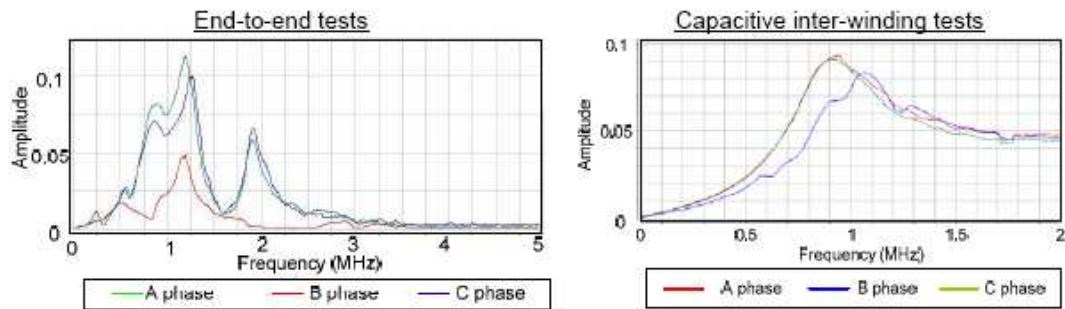 End-to-end tests
Amplitude
0.1
0.05
0
0 1 2 3 4 5
Frequency (MHz)
A phase B phase C phase
Capacitive inter-winding tests
Amplitude
0.1
0.05
0
0 0.5 1 1.5 2
Frequency (MHz)
A phase B phase C phase